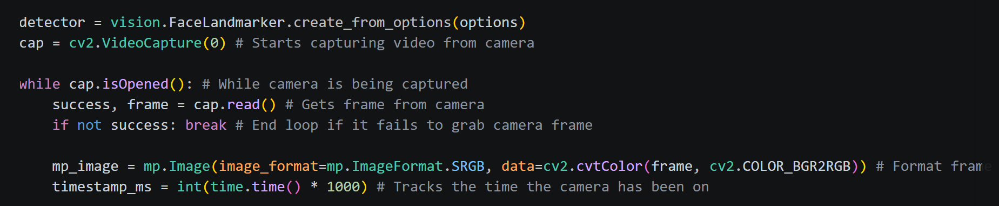 detector = vision.FaceLandmarker.create_from_options(options)
cap = cv2.VideoCapture(0) # Starts capturing video from camera
while cap.isOpened(): # While camera is being captured
success, frame = cap.read() # Gets frame from camera
if not success: break # End loop if it fails to grab camera frame
mp_image = mp.Image(image_format=mp.ImageFormat.SRGB, data=cv2.cvtColor(frame, cv2.COLOR_BGR2RGB)) # Format frame
timestamp_ms = int(time.time() * 1000) # Tracks the time the camera has been on